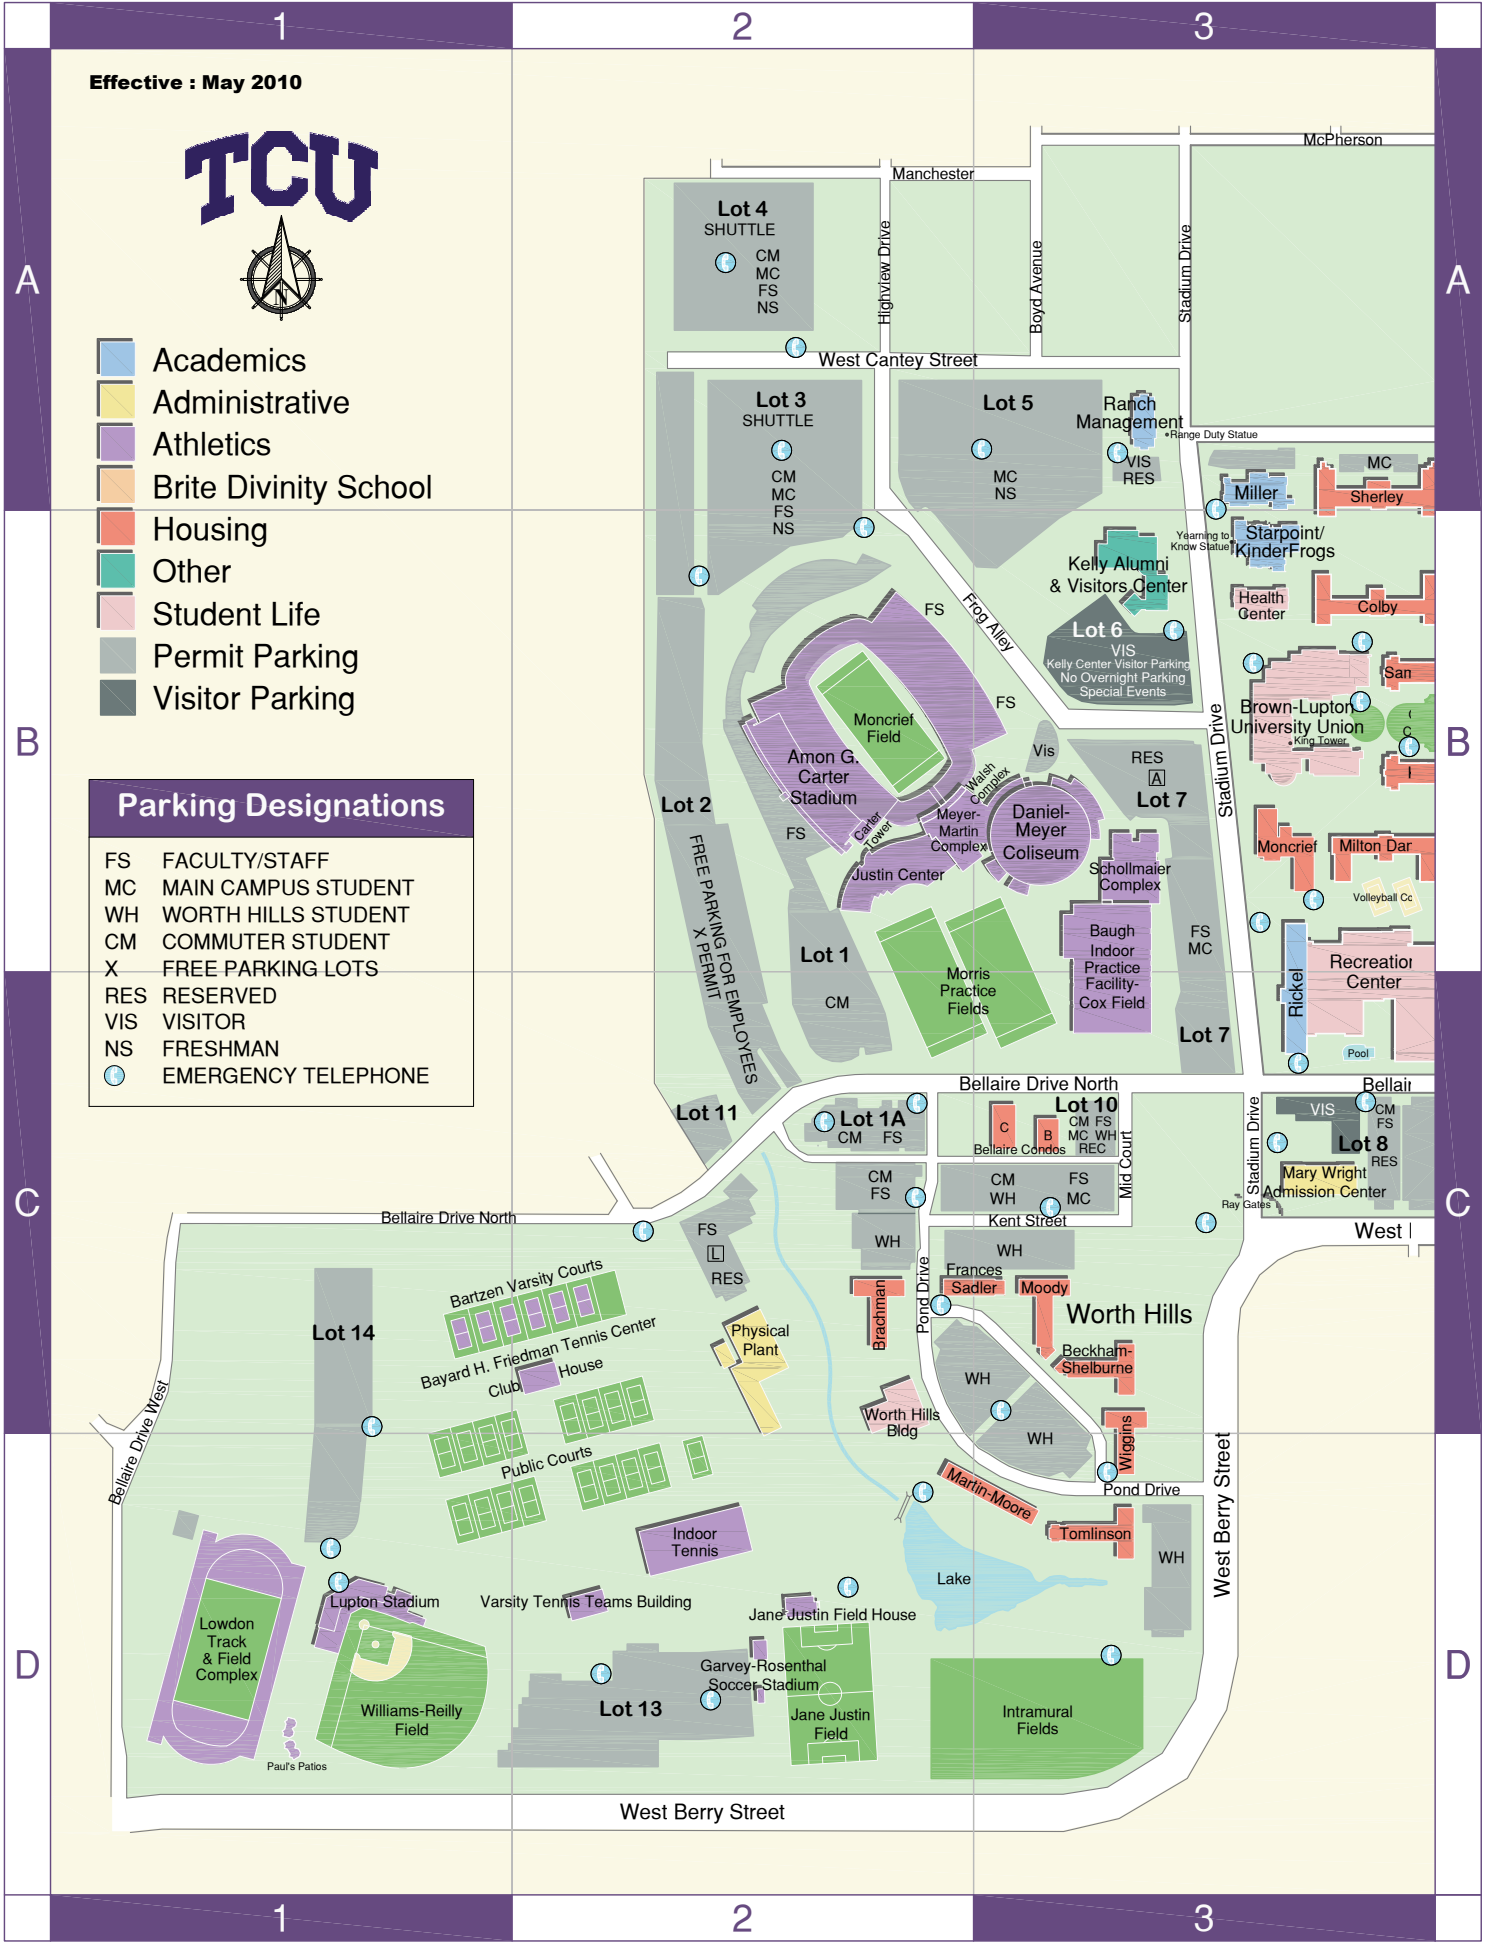 1
2
3
Effective : May 2010
TCU
N
A
A
Academics
Administrative
Athletics
Brite Divinity School
Housing
Other
Student Life
Permit Parking
Visitor Parking
Parking Designations
FS FACULTY/STAFF
MC MAIN CAMPUS STUDENT
WH WORTH HILLS STUDENT
CM COMMUTER STUDENT
X FREE PARKING LOTS
RES RESERVED
VIS VISITOR
NS FRESHMAN
EMERGENCY TELEPHONE
McPherson
Manchester
Lot 4
SHUTTLE
CM
MC
FS
NS
Highview Drive
Boyd Avenue
Stadium Drive
West Cantey Street
Lot 3
SHUTTLE
CM
MC
FS
NS
Lot 5
MC
NS
Ranch
Management
Range Duty Statue
VIS
RES
MC
Miller
Sherley
Yearning to
Know Statue
Starpoint/
KinderFrogs
Kelly Alumni
& Visitors Center
Health
Center
Colby
FS
Frog Alley
Lot 6
VIS
Kelly Center Visitor Parking
No Overnight Parking
Special Events
San
FS
B
B
Moncrief
Field
Brown-Lupton
University Union
King Tower
C
Stadium Drive
Vis
RES
A
Lot 7
Amon G.
Carter
Stadium
Walsh
Complex
Lot 2
FS
Carter
Tower
Meyer-
Martin
Complex
Daniel-
Meyer
Coliseum
Moncrief
Milton Dar
Justin Center
Schollmaier
Complex
Volleyball Cc
FREE PARKING FOR EMPLOYEES
X PERMIT
Lot 1
CM
Baugh
Indoor
Practice
Facility-
Cox Field
FS
MC
Morris
Practice
Fields
Recreation
Center
Rickel
Lot 7
Pool
Bellaire Drive North
Bellair
Lot 11
Lot 1A
CM FS
C
B
Bellaire Condos
Lot 10
CM FS
MC WH
REC
Mid Court
Stadium Drive
VIS
CM
FS
Lot 8
RES
Mary Wright
Admission Center
Ray Gates
C
C
CM
FS
CM
WH
FS
MC
Kent Street
West
Bellaire Drive North
FS
L
RES
WH
WH
Bartzen Varsity Courts
Bayard H. Friedman Tennis Center
Club House
Lot 14
Physical
Plant
Brachman
Pond Drive
Frances
Sadler
Moody
Worth Hills
Beckham-
Shelburne
WH
WH
Worth Hills
Bldg
Wiggins
Bellaire Drive West
Public Courts
Martin-Moore
Pond Drive
Tomlinson
WH
West Berry Street
Indoor
Tennis
Lake
Lupton Stadium
Varsity Tennis Teams Building
Jane Justin Field House
Lowdon
Track
& Field
Complex
D
D
Garvey-Rosenthal
Soccer Stadium
Lot 13
Williams-Reilly
Field
Jane Justin
Field
Intramural
Fields
Paul's Patios
West Berry Street
1
2
3